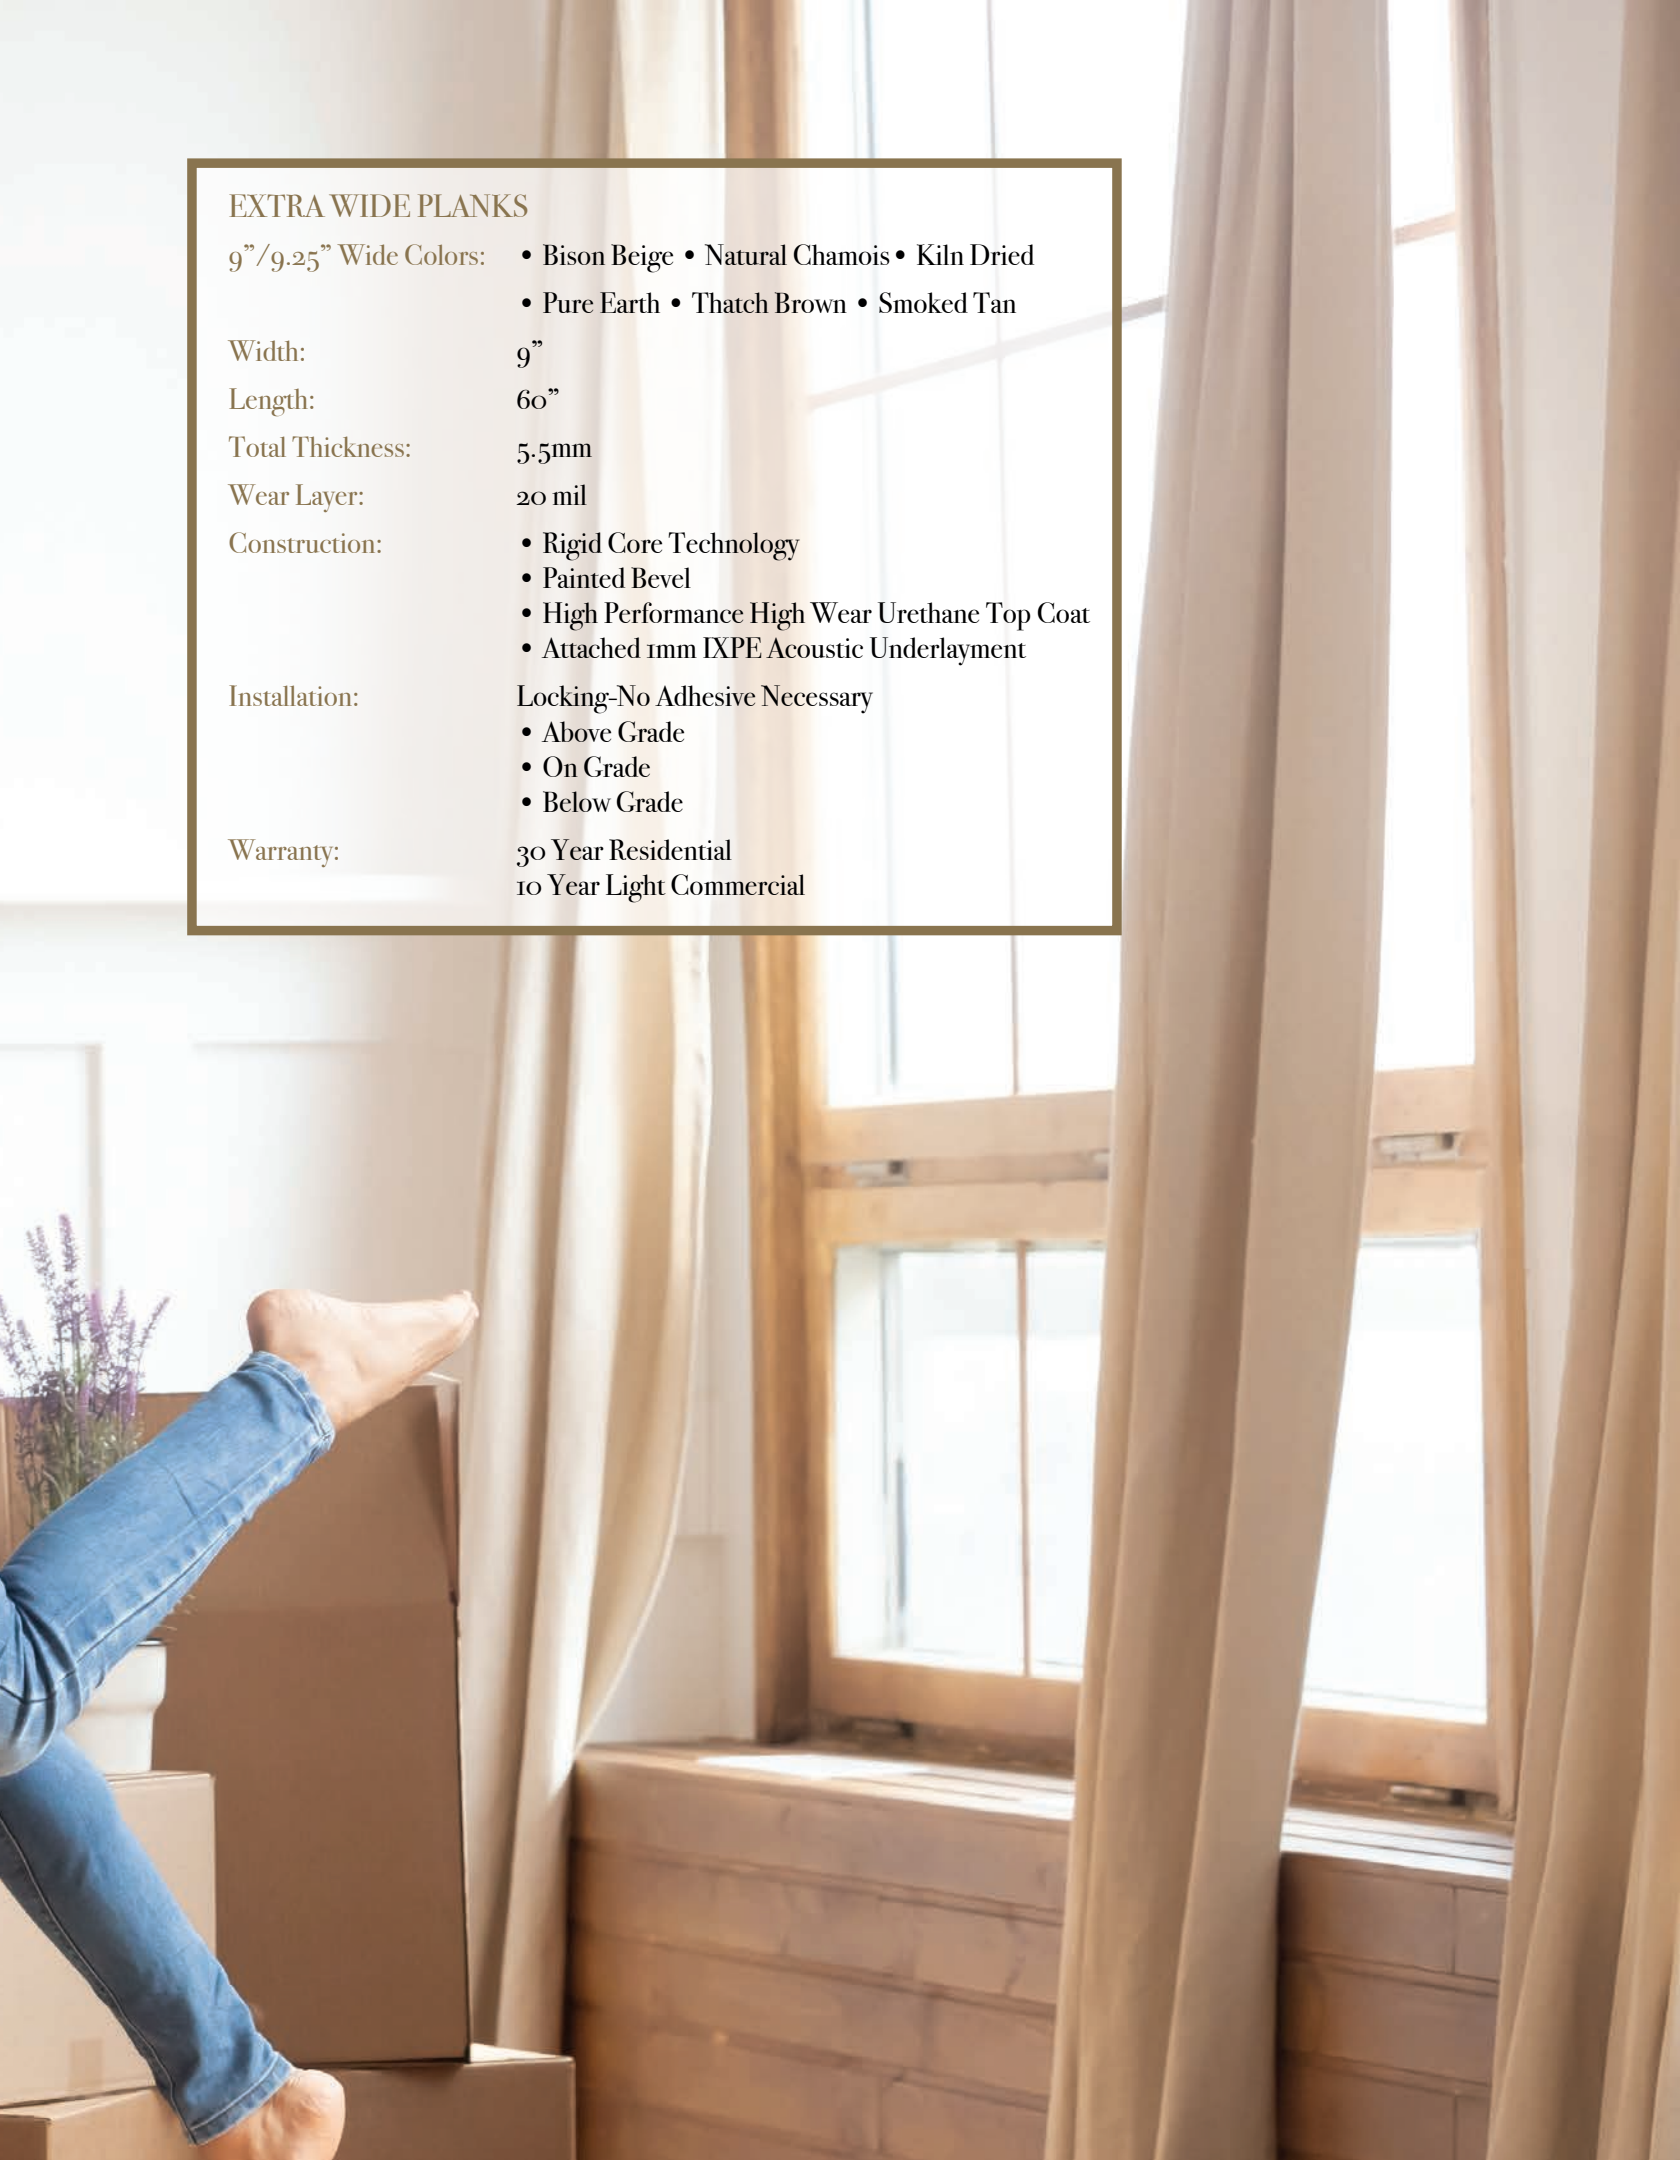 EXTRA WIDE PLANKS
9”/9.25” Wide Colors: • Bison Beige • Natural Chamois • Kiln Dried
• Pure Earth • Thatch Brown • Smoked Tan
Width: 9”
Length: 60”
Total Thickness: 5.5mm
Wear Layer: 20 mil
Construction: • Rigid Core Technology
• Painted Bevel
• High Performance High Wear Urethane Top Coat
• Attached 1mm IXPE Acoustic Underlayment
Installation: Locking-No Adhesive Necessary
• Above Grade
• On Grade
• Below Grade
Warranty: 30 Year Residential
10 Year Light Commercial